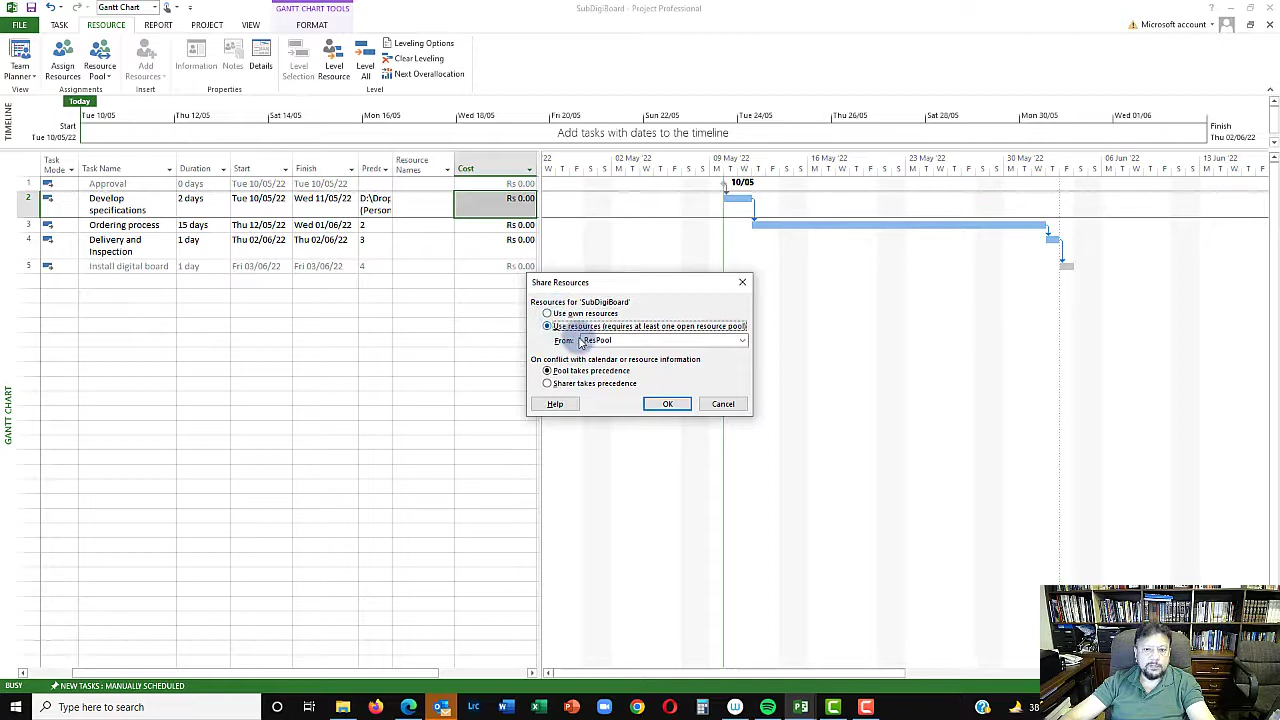 Gantt Chart
GANTT CHART TOOLS
SubDigiBoard - Project Professional
FILE TASK RESOURCE REPORT PROJECT VIEW FORMAT
Microsoft account
Team Planner
Assign Resources
Resource Pool
Add Resources
Information
Notes
Details
Level Selection
Level Resource
Level All
Leveling Options
Clear Leveling
Next Overallocation
View Assignments Insert Properties Level
Today
TIMELINE
Tue 10/05 Thu 12/05 Sat 14/05 Mon 16/05 Wed 18/05 Fri 20/05 Sun 22/05 Tue 24/05 Thu 26/05 Sat 28/05 Mon 30/05 Wed 01/06
Start
Tue 10/05/22
Add tasks with dates to the timeline
Finish
Thu 02/06/22
Task Mode Task Name Duration Start Finish Predc Resource Names Cost
'22 02 May '22 09 May '22 16 May '22 23 May '22 30 May '22 06 Jun '22 13 Jun '22
W F S S T T M W F S S T T M W F S S T T M W F S S T T M W F S S T T M W F
1 Approval 0 days Tue 10/05/22 Tue 10/05/22 Rs 0.00
10/05
2 Develop specifications 2 days Tue 10/05/22 Wed 11/05/22 D:\Drop (Person Rs 0.00
3 Ordering process 15 days Thu 12/05/22 Wed 01/06/22 2 Rs 0.00
4 Delivery and Inspection 1 day Thu 02/06/22 Thu 02/06/22 3 Rs 0.00
5 Install digital board 1 day Fri 03/06/22 Fri 03/06/22 4 Rs 0.00
Share Resources
Resources for 'SubDigiBoard'
Use own resources
Use resources (requires at least one open resource pool)
From: ResPool
On conflict with calendar or resource information
Pool takes precedence
Sharer takes precedence
Help OK Cancel
GANTT CHART
BUSY NEW TASKS : MANUALLY SCHEDULED
Type here to search
38